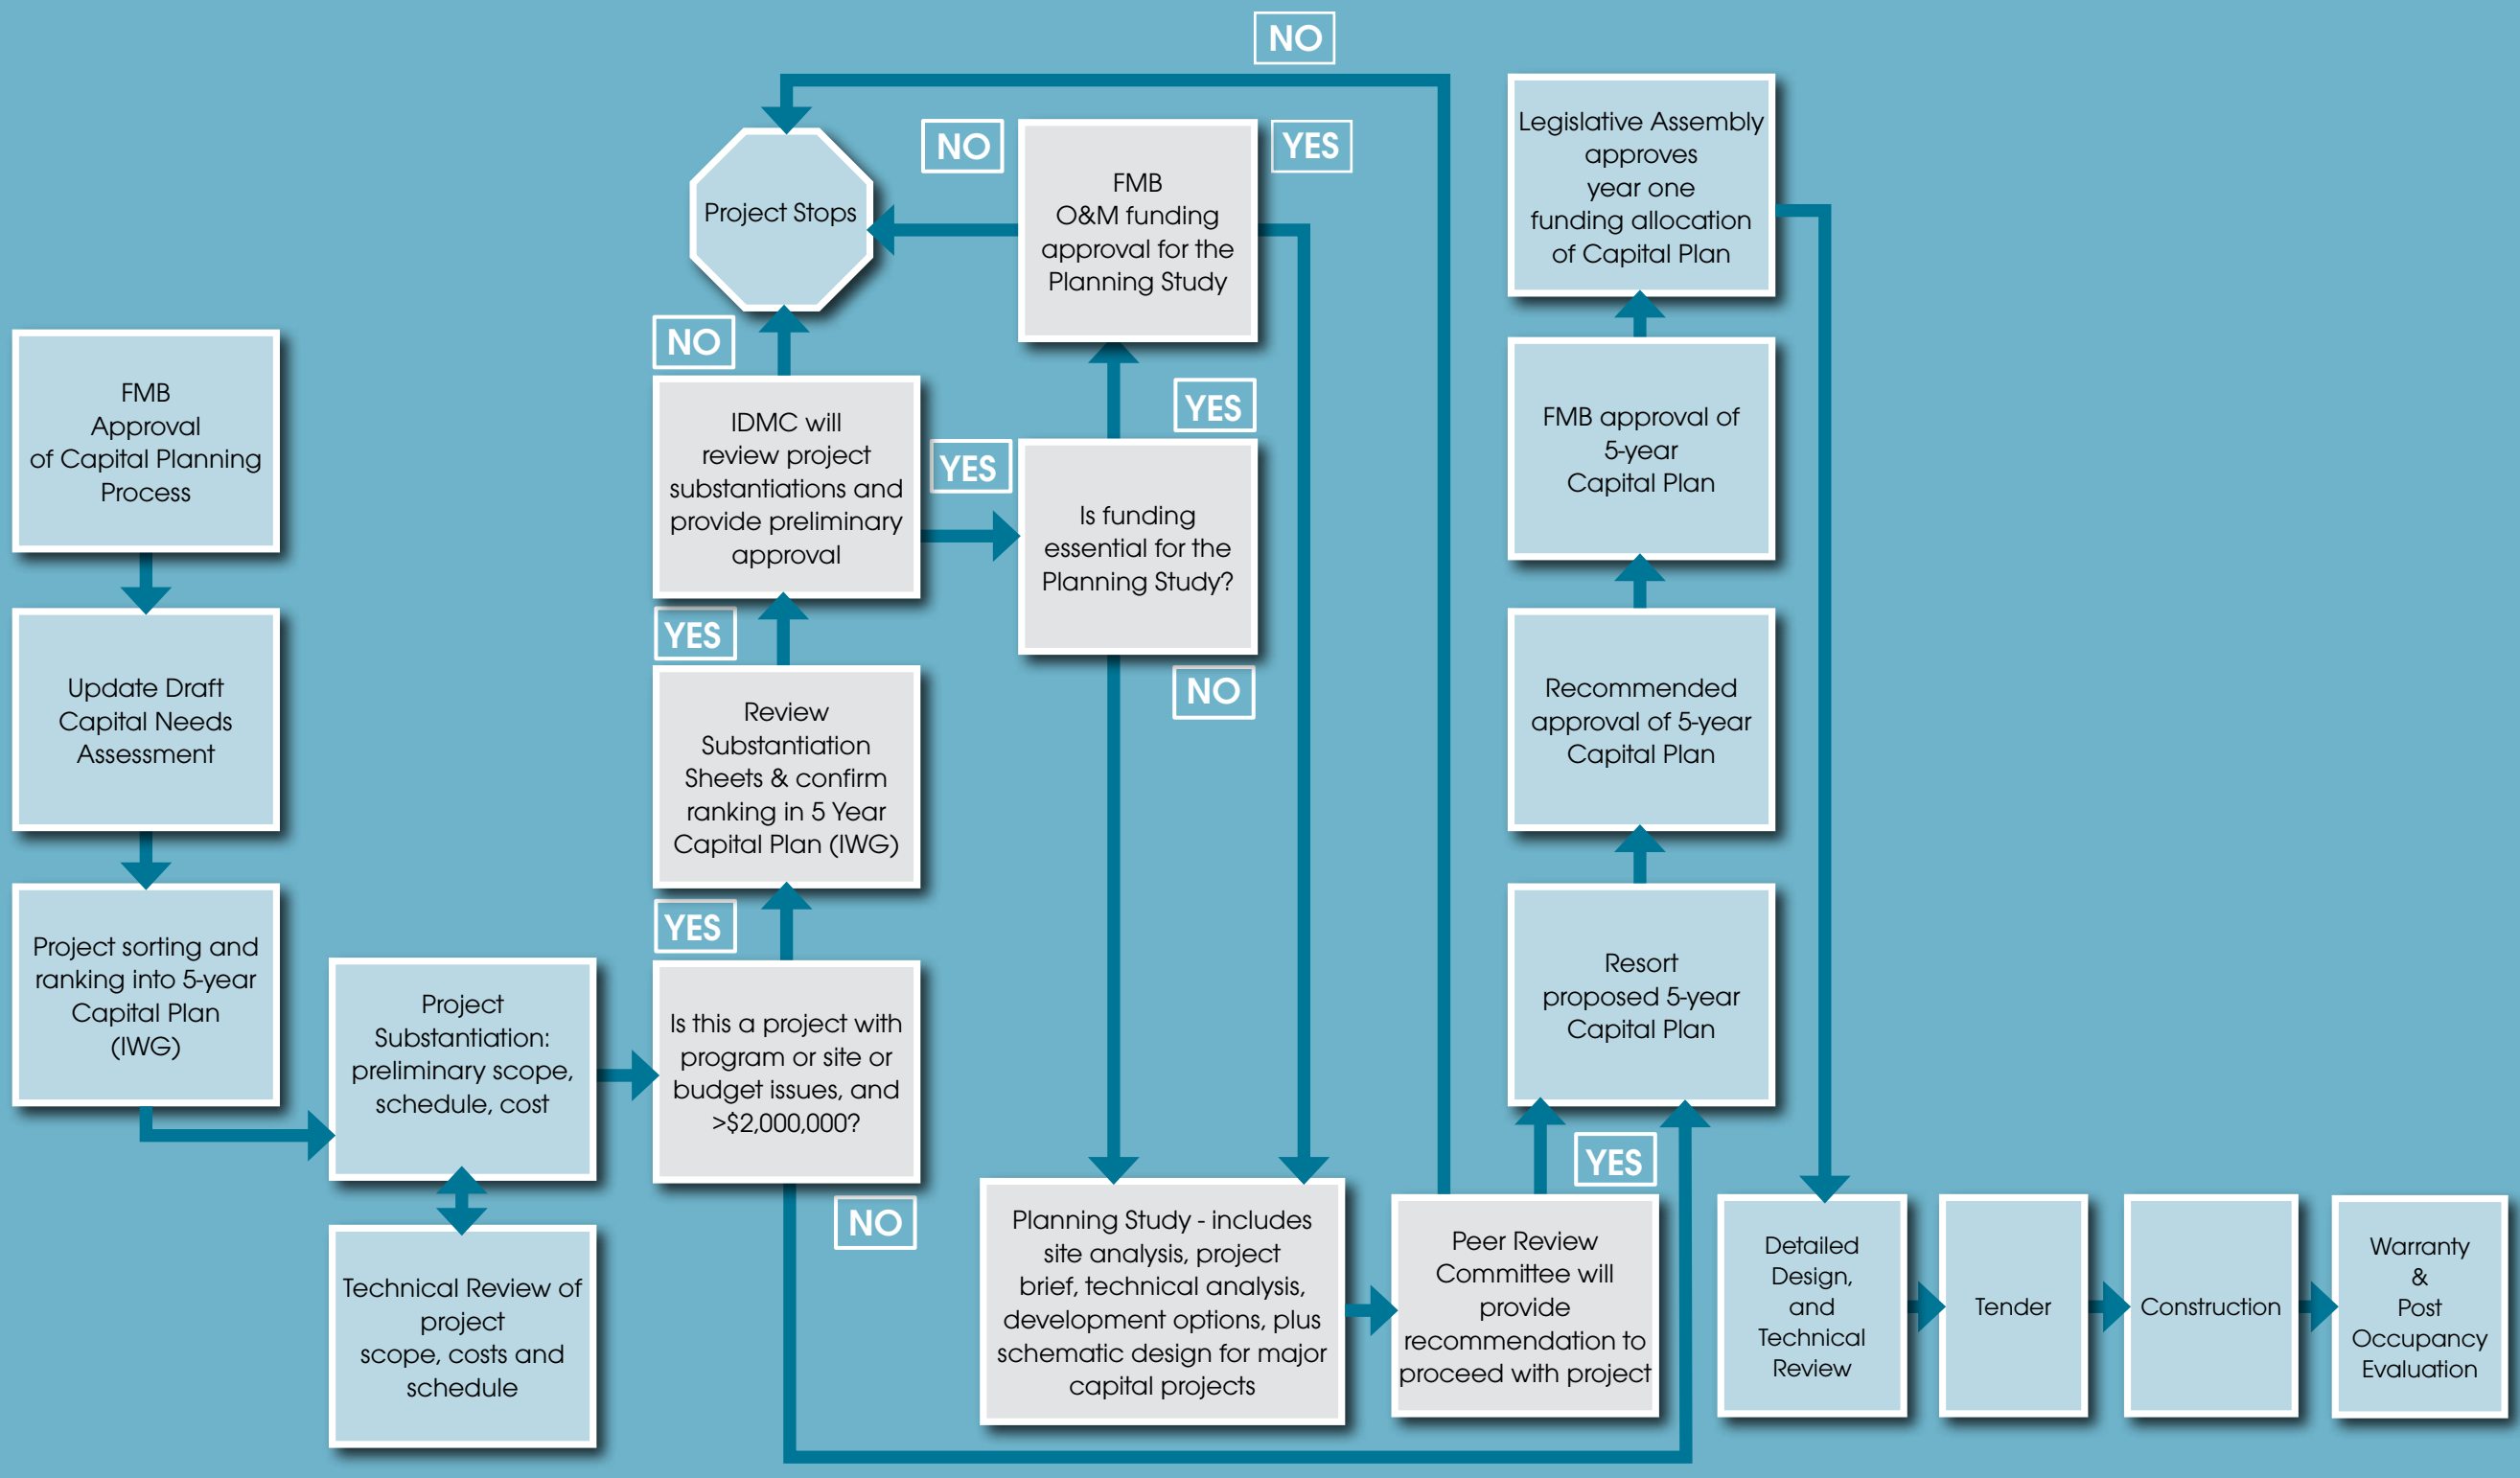 FMB
Approval
of Capital Planning
Process
Update Draft
Capital Needs
Assessment
Project sorting and
ranking into 5-year
Capital Plan
(IWG)
Project
Substantiation:
preliminary scope,
schedule, cost
Technical Review of
project
scope, costs and
schedule
Is this a project with
program or site or
budget issues, and
>$2,000,000?
YES
NO
Review
Substantiation
Sheets & confirm
ranking in 5 Year
Capital Plan (IWG)
YES
IDMC will
review project
substantiations and
provide preliminary
approval
NO
YES
Project Stops
Is funding
essential for the
Planning Study?
YES
NO
FMB
O&M funding
approval for the
Planning Study
NO
YES
Planning Study - includes
site analysis, project
brief, technical analysis,
development options, plus
schematic design for major
capital projects
Peer Review
Committee will
provide
recommendation to
proceed with project
NO
YES
Resort
proposed 5-year
Capital Plan
Recommended
approval of 5-year
Capital Plan
FMB approval of
5-year
Capital Plan
Legislative Assembly
approves
year one
funding allocation
of Capital Plan
Detailed
Design,
and
Technical
Review
Tender
Construction
Warranty
&
Post
Occupancy
Evaluation